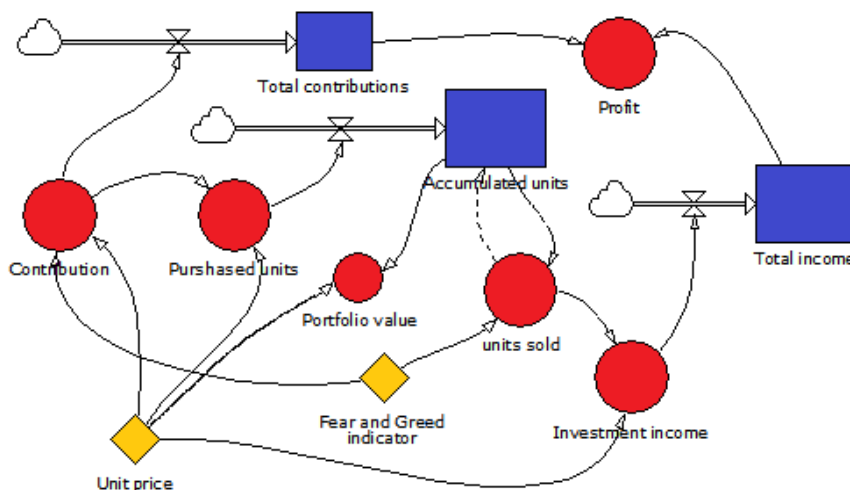 Total contributions
Profit
Accumulated units
Contribution
Purshased units
Total income
Portfolio value
units sold
Fear and Greed
indicator
Investment income
Unit price